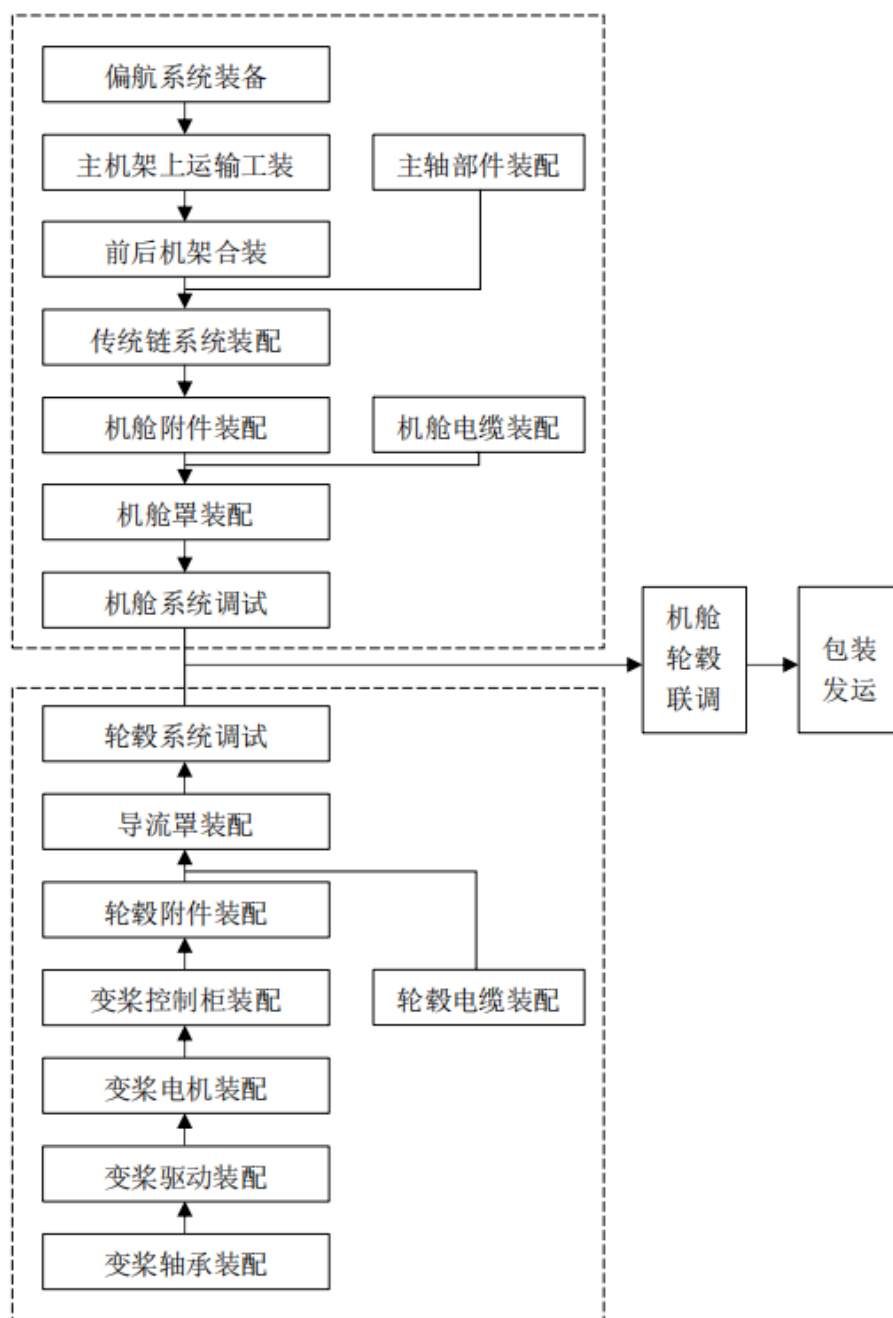 偏航系统装备
主机架上运输工装
主轴部件装配
前后机架合装
传统链系统装配
机舱附件装配
机舱电缆装配
机舱罩装配
机舱系统调试
机舱
轮毂
联调
包装
发运
轮毂系统调试
导流罩装配
轮毂附件装配
变桨控制柜装配
轮毂电缆装配
变桨电机装配
变桨驱动装配
变桨轴承装配